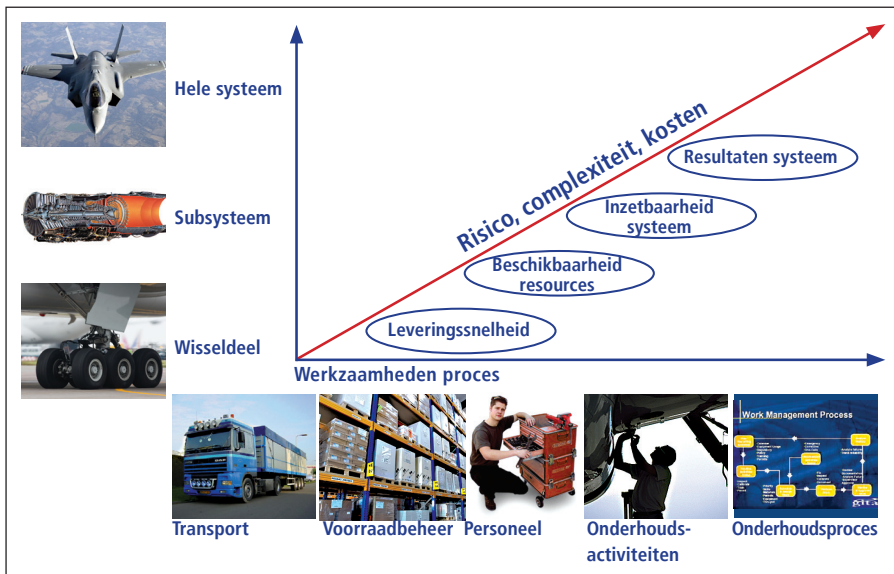 Hele systeem
Subsysteem
Wisseldeel
Risico, complexiteit, kosten
Resultaten systeem
Inzetbaarheid
systeem
Beschikbaarheid
resources
Leveringssnelheid
Werkzaamheden proces
Work Management Process
Transport
Voorraadbeheer
Personeel
Onderhouds-
activiteiten
Onderhoudsproces